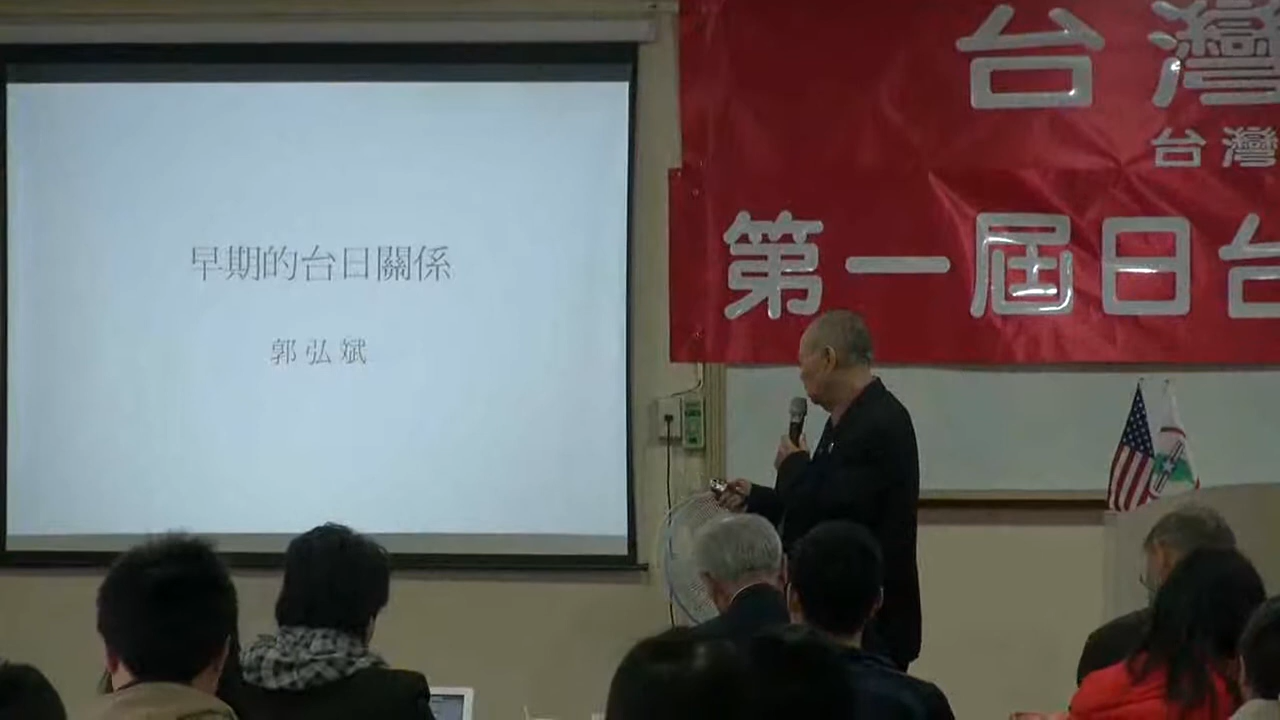 早期的台日關係
郭弘斌
台灣
台灣
第一屆日台